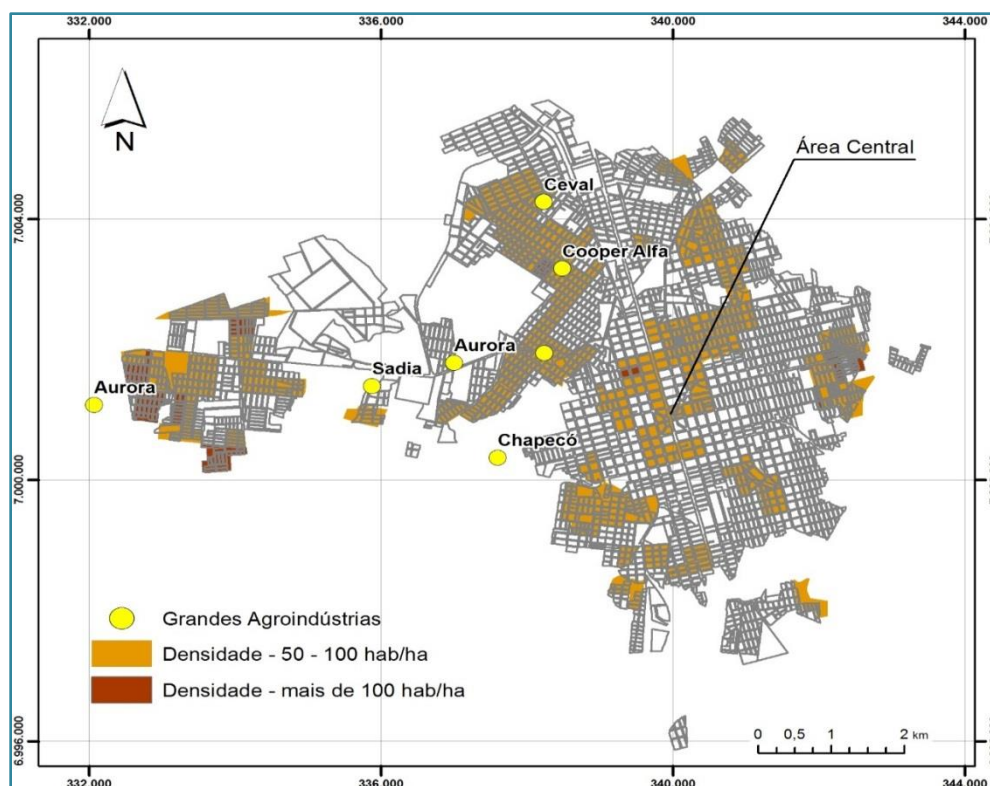 332.000
336.000
340.000
344.000
N
Área Central
Ceval
7.004.000
Cooper Alfa
Aurora
Sadia
Aurora
Chapecó
7.000.000
Grandes Agroindústrias
Densidade - 50 - 100 hab/ha
Densidade - mais de 100 hab/ha
6.996.000
0 0,5 1 2 km
332.000
336.000
340.000
344.000